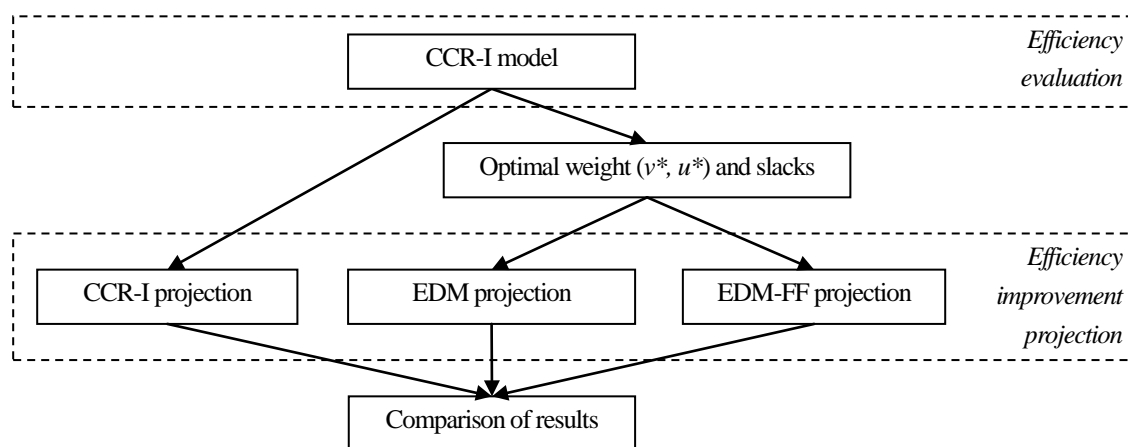 CCR-I model
Efficiency
evaluation
Optimal weight (v*, u*) and slacks
CCR-I projection
EDM projection
EDM-FF projection
Efficiency
improvement
projection
Comparison of results